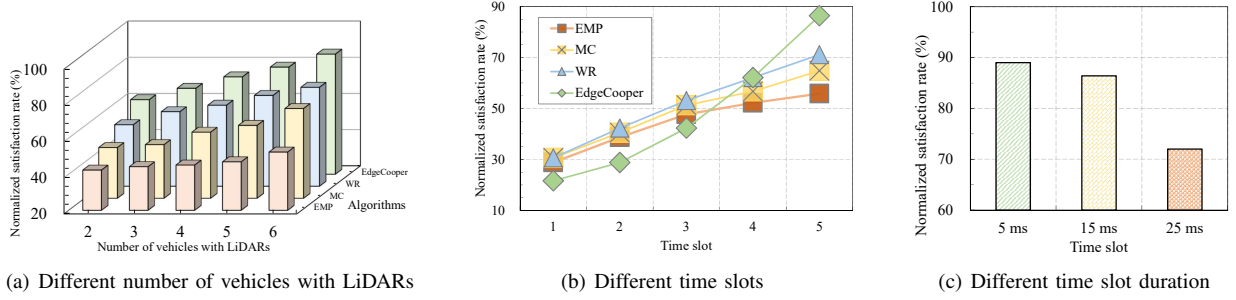 Normalized satisfaction rate (%)
100
80
60
40
20
2 3 4 5 6
Number of vehicles with LiDARs
EMP
MC
WR
EdgeCooper
Algorithms
(a) Different number of vehicles with LiDARs
Normalized satisfaction rate (%)
90
70
50
30
10
EMP
MC
WR
EdgeCooper
1 2 3 4 5
Time slot
(b) Different time slots
Normalized satisfaction rate (%)
100
90
80
70
60
5 ms 15 ms 25 ms
Time slot
(c) Different time slot duration